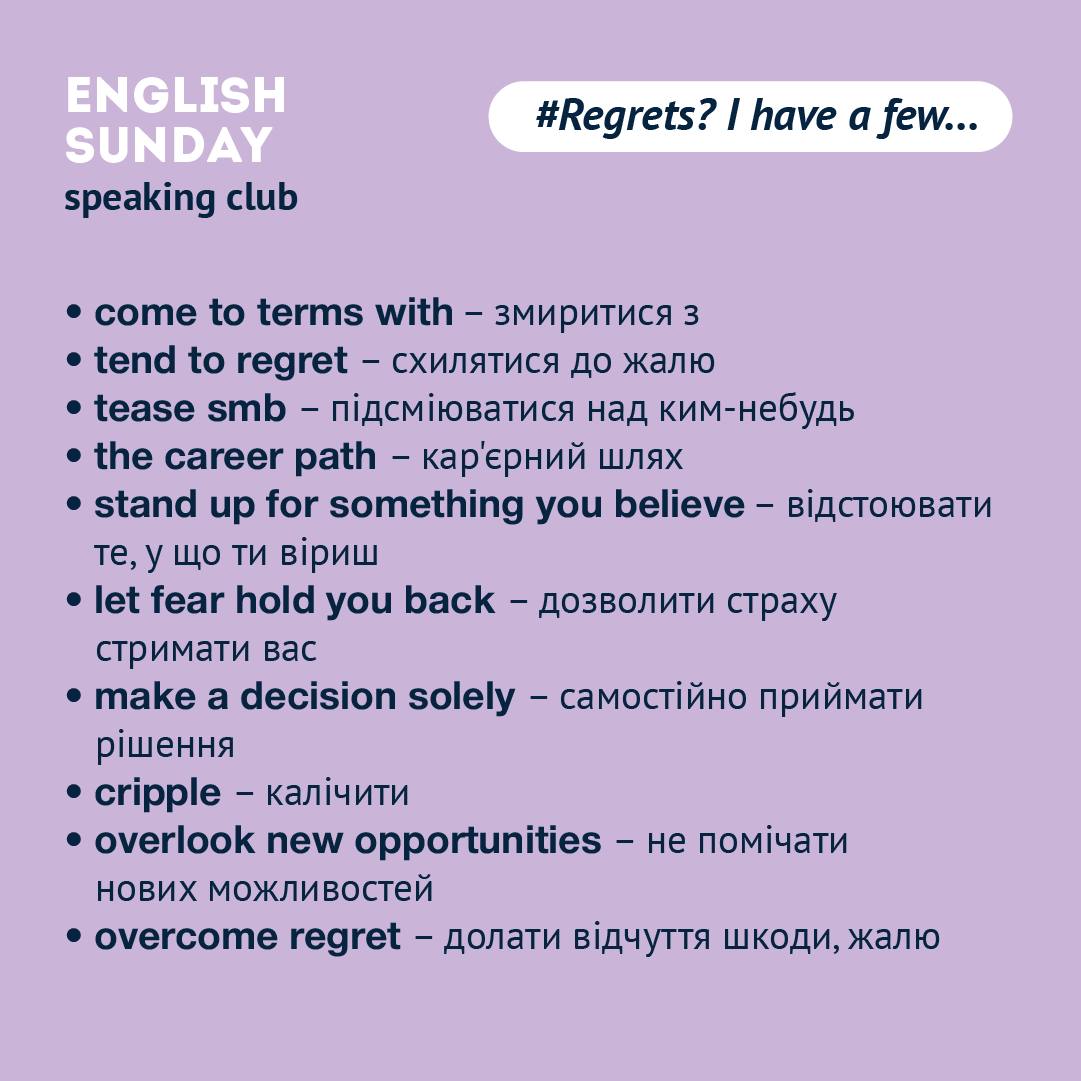 ENGLISH
SUNDAY
speaking club
#Regrets? I have a few...
• come to terms with – змиритися з
• tend to regret – схилятися до жалю
• tease smb – підсміюватися над ким-небудь
• the career path – кар'єрний шлях
• stand up for something you believe – відстоювати
те, у що ти віриш
• let fear hold you back – дозволити страху
стримати вас
• make a decision solely – самостійно приймати
рішення
• cripple – калічити
• overlook new opportunities – не помічати
нових можливостей
• overcome regret – долати відчуття шкоди, жалю